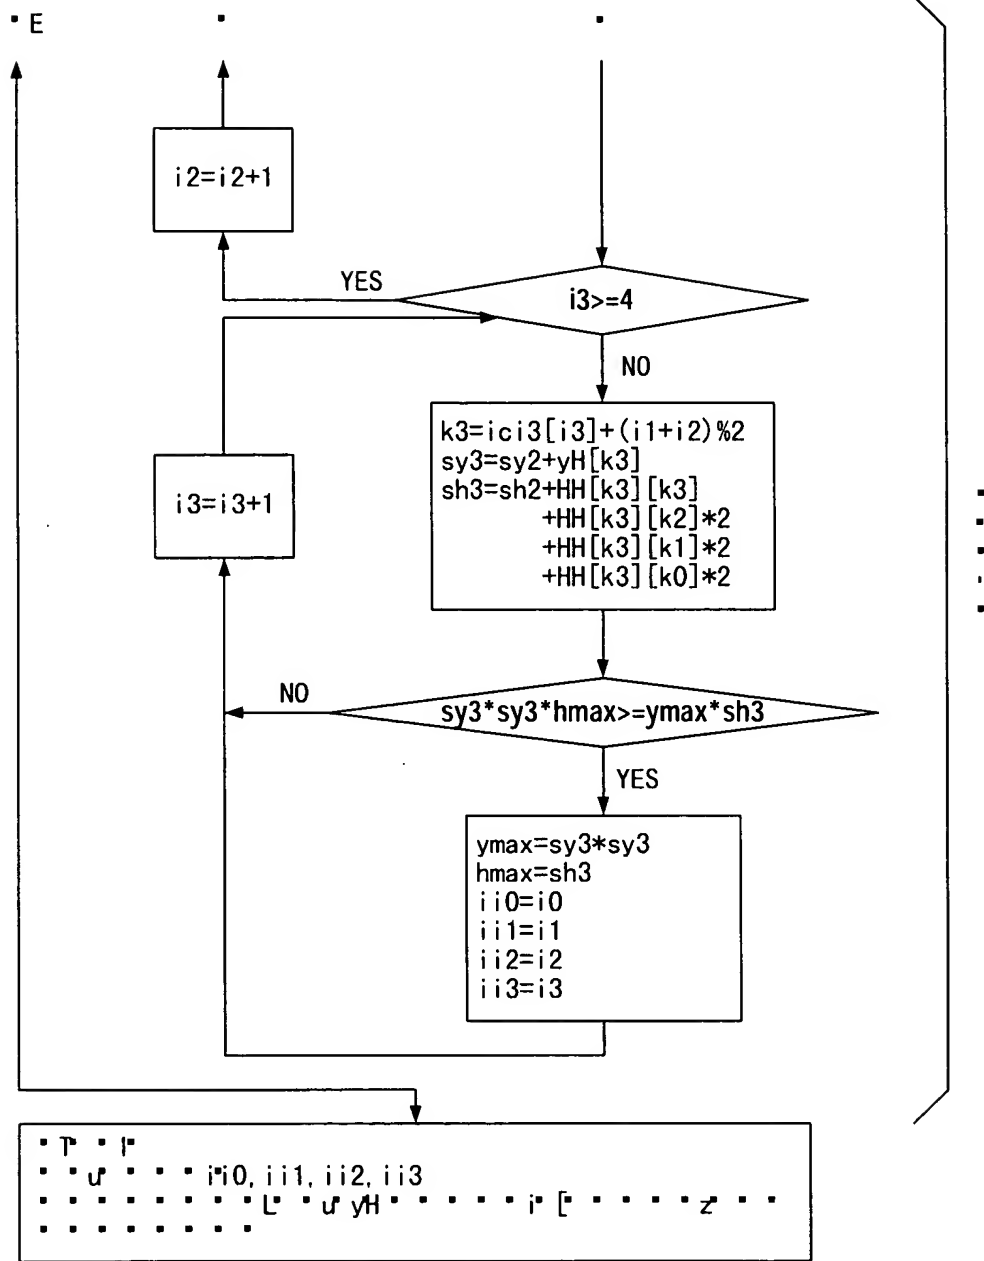 E
i2=i2+1
YES
i3>=4
NO
k3=ici3[i3]+(i1+i2)%2
sy3=sy2+yH[k3]
sh3=sh2+HH[k3][k3]
+HH[k3][k2]*2
+HH[k3][k1]*2
+HH[k3][k0]*2
i3=i3+1
NO
sy3*sy3*hmax>=ymax*sh3
YES
ymax=sy3*sy3
hmax=sh3
ii0=i0
ii1=i1
ii2=i2
ii3=i3
ii0, ii1, ii2, ii3
yH